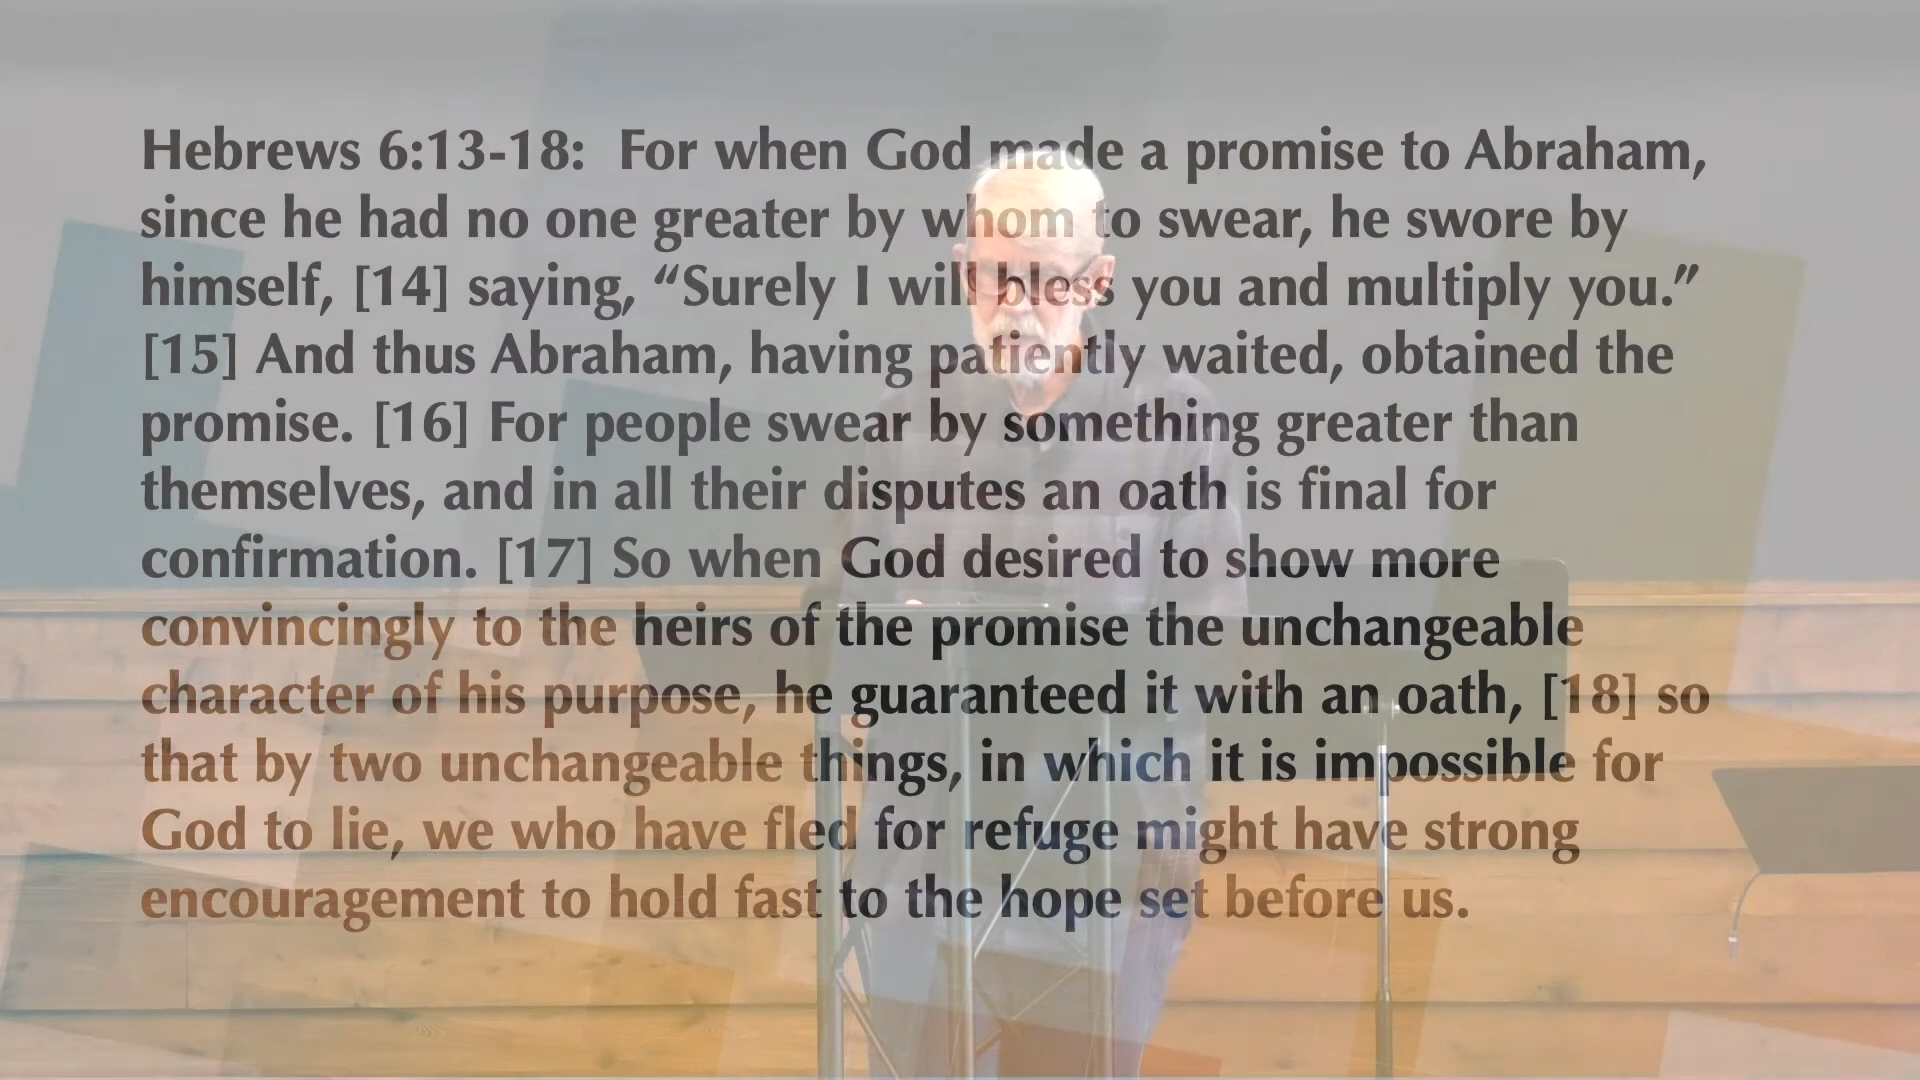 Hebrews 6:13-18:  For when God made a promise to Abraham,
since he had no one greater by whom to swear, he swore by
himself, [14] saying, “Surely I will bless you and multiply you.”
[15] And thus Abraham, having patiently waited, obtained the
promise. [16] For people swear by something greater than
themselves, and in all their disputes an oath is final for
confirmation. [17] So when God desired to show more
convincingly to the heirs of the promise the unchangeable
character of his purpose, he guaranteed it with an oath, [18] so
that by two unchangeable things, in which it is impossible for
God to lie, we who have fled for refuge might have strong
encouragement to hold fast to the hope set before us.